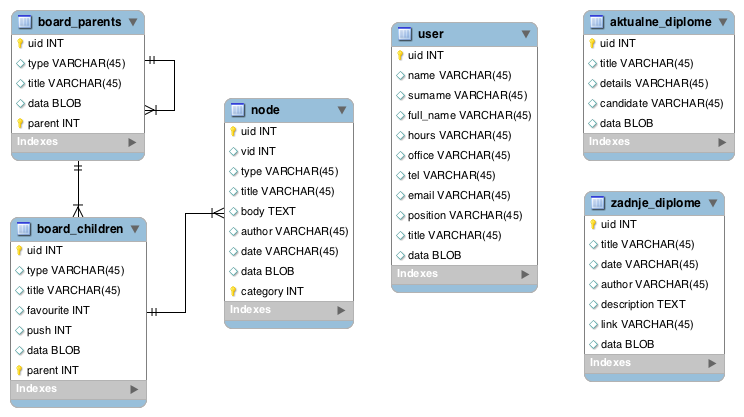 board_parents
uid INT
type VARCHAR(45)
title VARCHAR(45)
data BLOB
parent INT
Indexes
board_children
uid INT
type VARCHAR(45)
title VARCHAR(45)
favourite INT
push INT
data BLOB
parent INT
Indexes
node
uid INT
vid INT
type VARCHAR(45)
title VARCHAR(45)
body TEXT
author VARCHAR(45)
date VARCHAR(45)
data BLOB
category INT
Indexes
user
uid INT
name VARCHAR(45)
surname VARCHAR(45)
full_name VARCHAR(45)
hours VARCHAR(45)
office VARCHAR(45)
tel VARCHAR(45)
email VARCHAR(45)
position VARCHAR(45)
title VARCHAR(45)
data BLOB
Indexes
aktualne_diplome
uid INT
title VARCHAR(45)
details VARCHAR(45)
candidate VARCHAR(45)
data BLOB
Indexes
zadnje_diplome
uid INT
title VARCHAR(45)
date VARCHAR(45)
author VARCHAR(45)
description TEXT
link VARCHAR(45)
data BLOB
Indexes